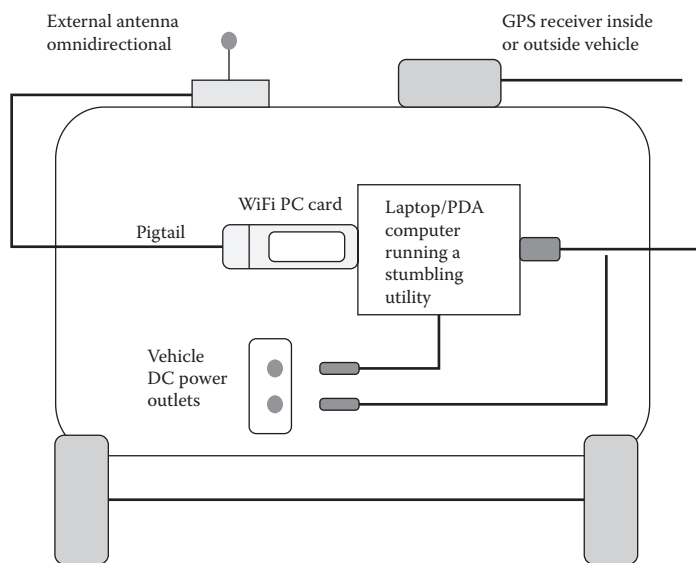 External antenna
omnidirectional
GPS receiver inside
or outside vehicle
WiFi PC card
Pigtail
Laptop/PDA
computer
running a
stumbling
utility
Vehicle
DC power
outlets